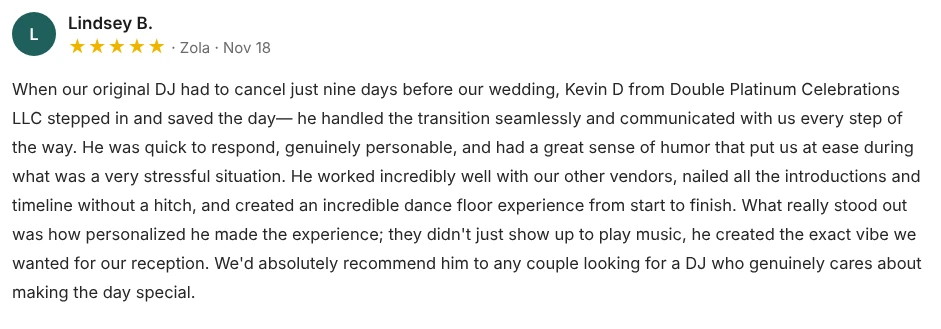 L
Lindsey B.
★★★★★ · Zola · Nov 18
When our original DJ had to cancel just nine days before our wedding, Kevin D from Double Platinum Celebrations
LLC stepped in and saved the day— he handled the transition seamlessly and communicated with us every step of
the way. He was quick to respond, genuinely personable, and had a great sense of humor that put us at ease during
what was a very stressful situation. He worked incredibly well with our other vendors, nailed all the introductions and
timeline without a hitch, and created an incredible dance floor experience from start to finish. What really stood out
was how personalized he made the experience; they didn't just show up to play music, he created the exact vibe we
wanted for our reception. We'd absolutely recommend him to any couple looking for a DJ who genuinely cares about
making the day special.